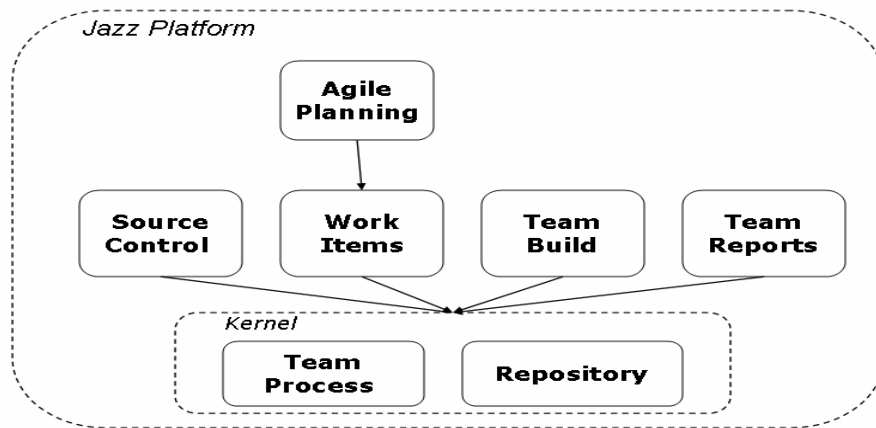 Jazz Platform
Agile
Planning
Source
Control
Work
Items
Team
Build
Team
Reports
Kernel
Team
Process
Repository